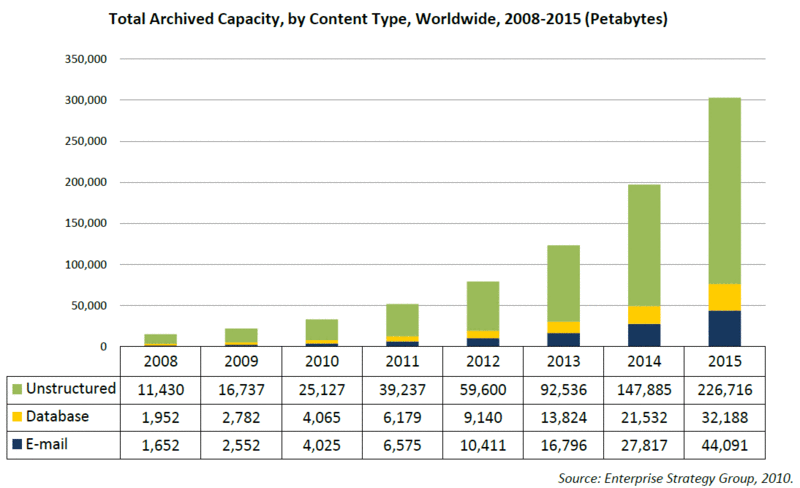 Total Archived Capacity, by Content Type, Worldwide, 2008-2015 (Petabytes)
350,000
300,000
250,000
200,000
150,000
100,000
50,000
0
2008 2009 2010 2011 2012 2013 2014 2015
Unstructured 11,430 16,737 25,127 39,237 59,600 92,536 147,885 226,716
Database 1,952 2,782 4,065 6,179 9,140 13,824 21,532 32,188
E-mail 1,652 2,552 4,025 6,575 10,411 16,796 27,817 44,091
Source: Enterprise Strategy Group, 2010.